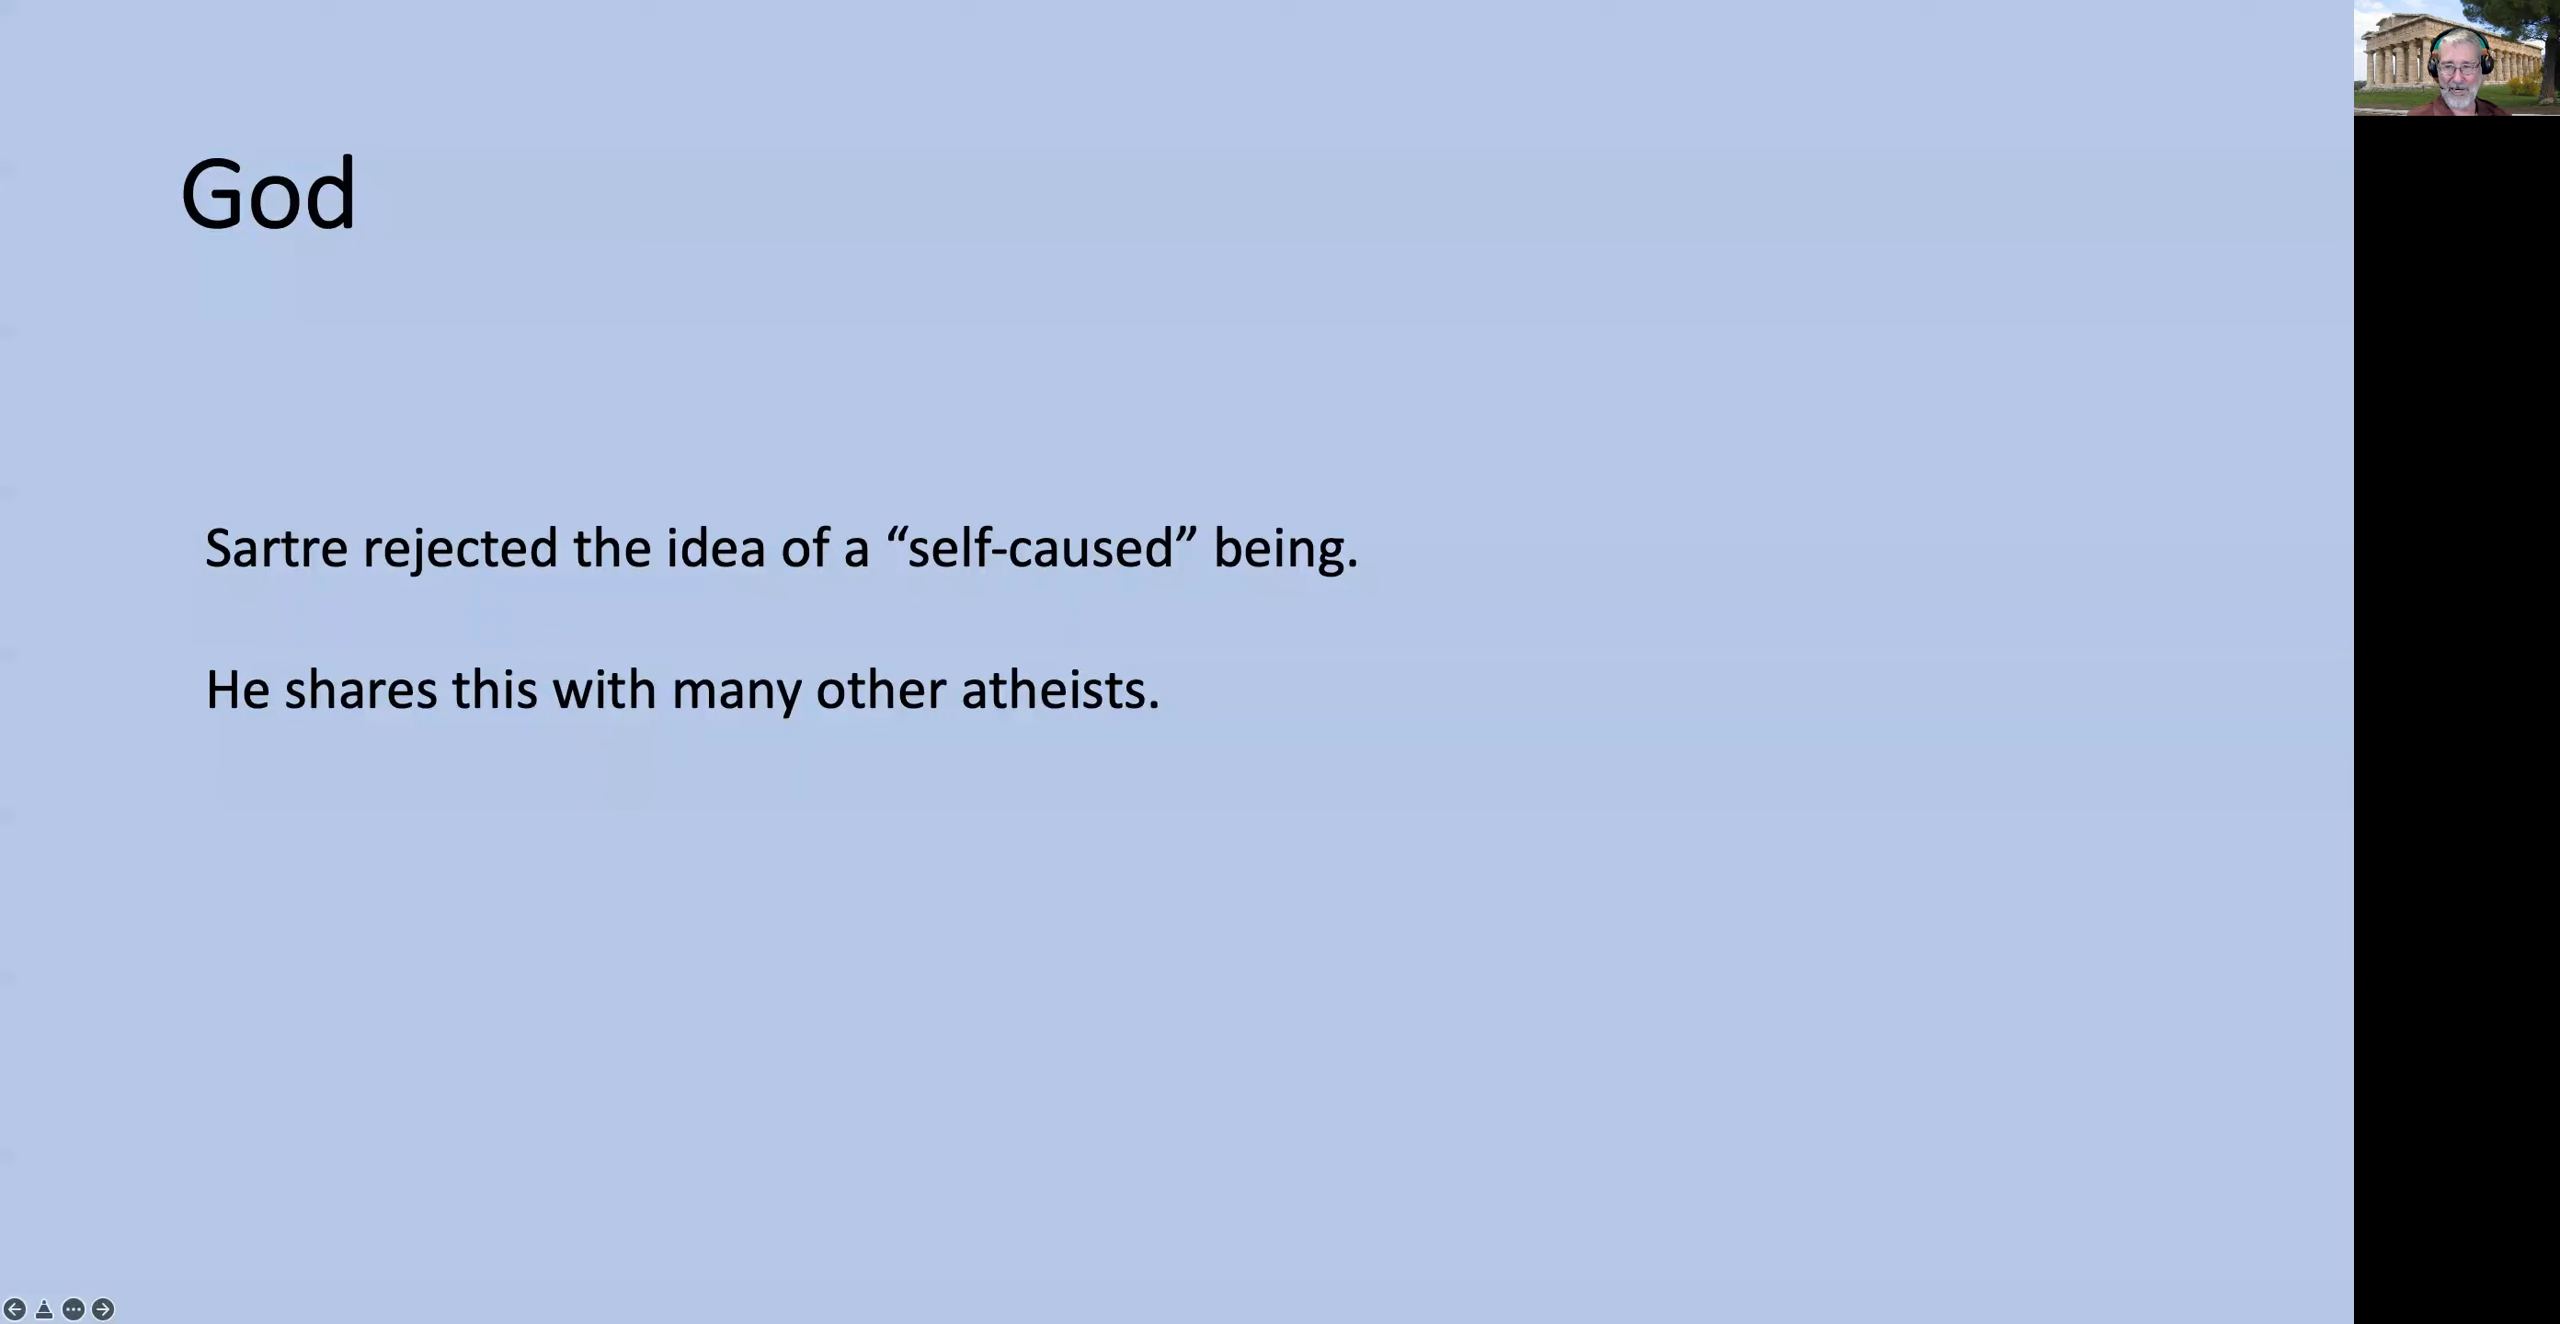 God
Sartre rejected the idea of a “self-caused” being.
He shares this with many other atheists.